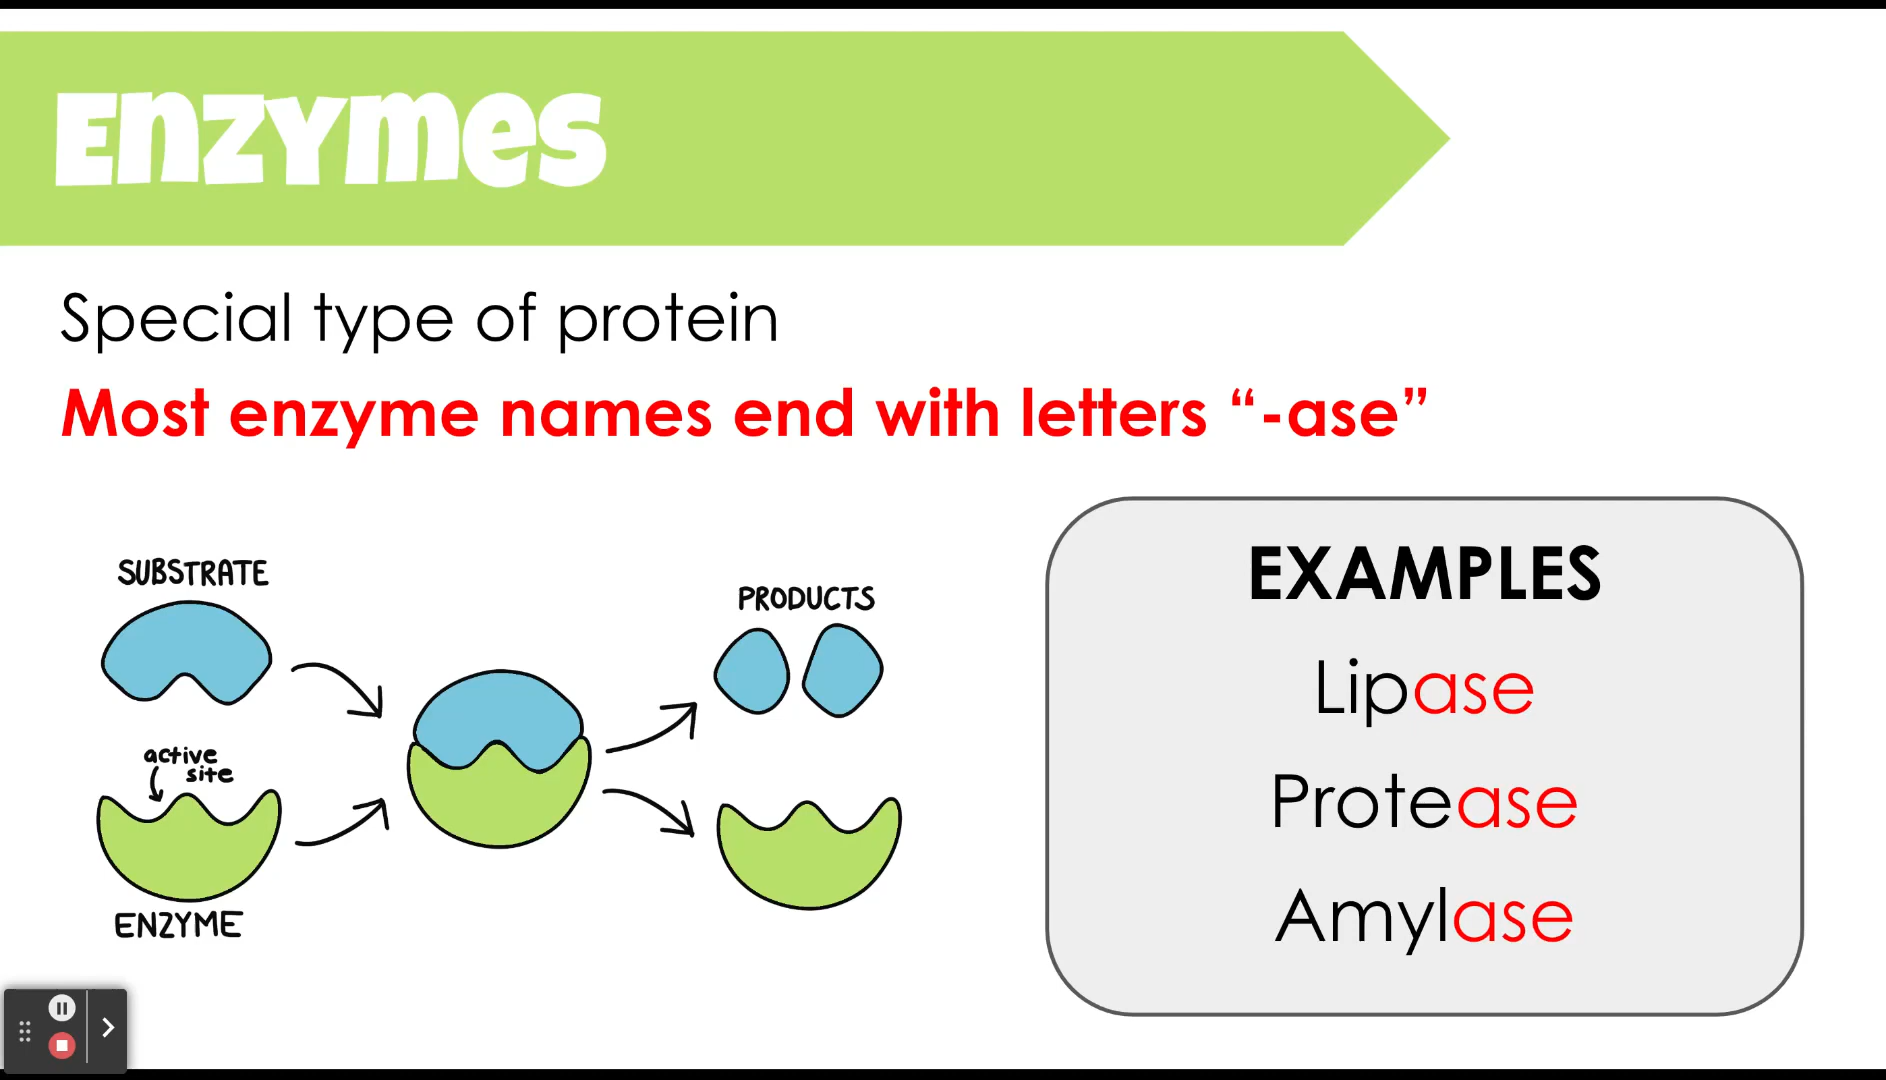 Enzymes
Special type of protein
Most enzyme names end with letters “-ase”
SUBSTRATE
active
site
ENZYME
PRODUCTS
EXAMPLES
Lipase
Protease
Amylase